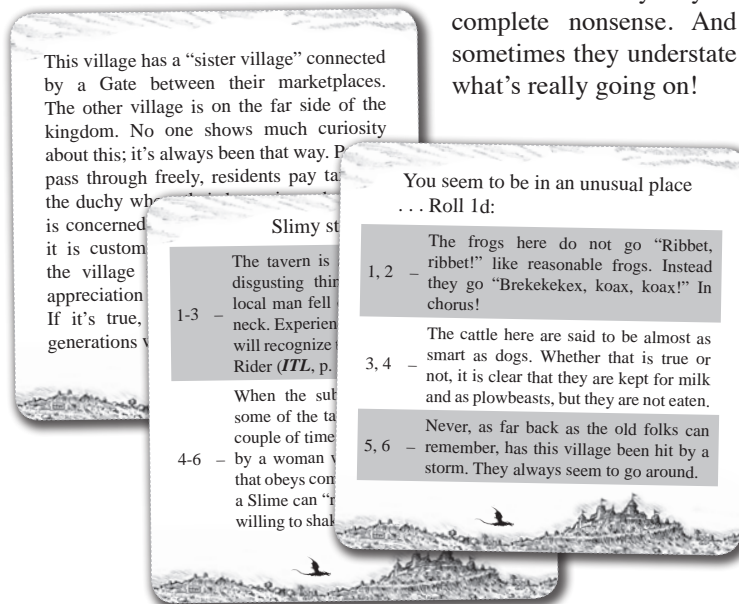 complete nonsense. And
sometimes they understate
what's really going on!
This village has a “sister village” connected
by a Gate between their marketplaces.
The other village is on the far side of the
kingdom. No one shows much curiosity
about this; it's always been that way.
pass through freely, residents pay
the duchy
is concerned
it is
the village
appreciation
If it's true,
generations
Slimy
The tavern is
disgusting
local man fell
1-3 –
neck.
will recognize
Rider (ITL, p.
When the
some of the
couple of
4-6 – by a woman
that obeys
a Slime can
willing to
You seem to be in an unusual place
. . . Roll 1d:
The frogs here do not go “Ribbet,
1, 2 – ribbet!” like reasonable frogs. Instead
they go “Brekekekex, koax, koax!” In
chorus!
The cattle here are said to be almost as
3, 4 – smart as dogs. Whether that is true or
not, it is clear that they are kept for milk
and as plowbeasts, but they are not eaten.
Never, as far back as the old folks can
5, 6 – remember, has this village been hit by a
storm. They always seem to go around.